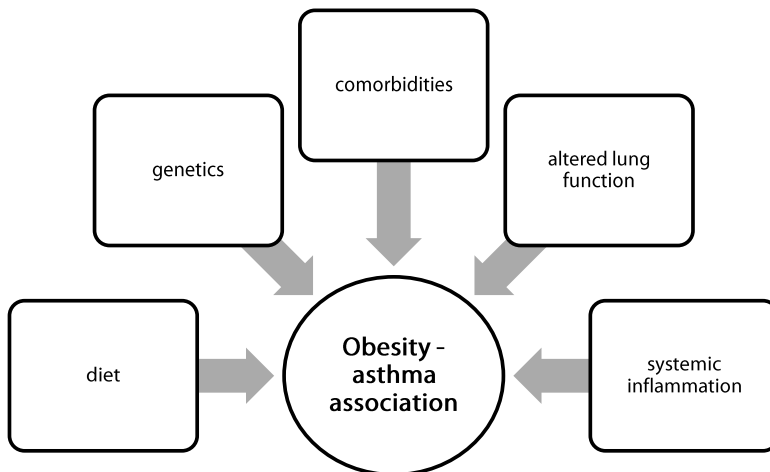 comorbidities
genetics
altered lung
function
diet
Obesity -
asthma
association
systemic
inflammation